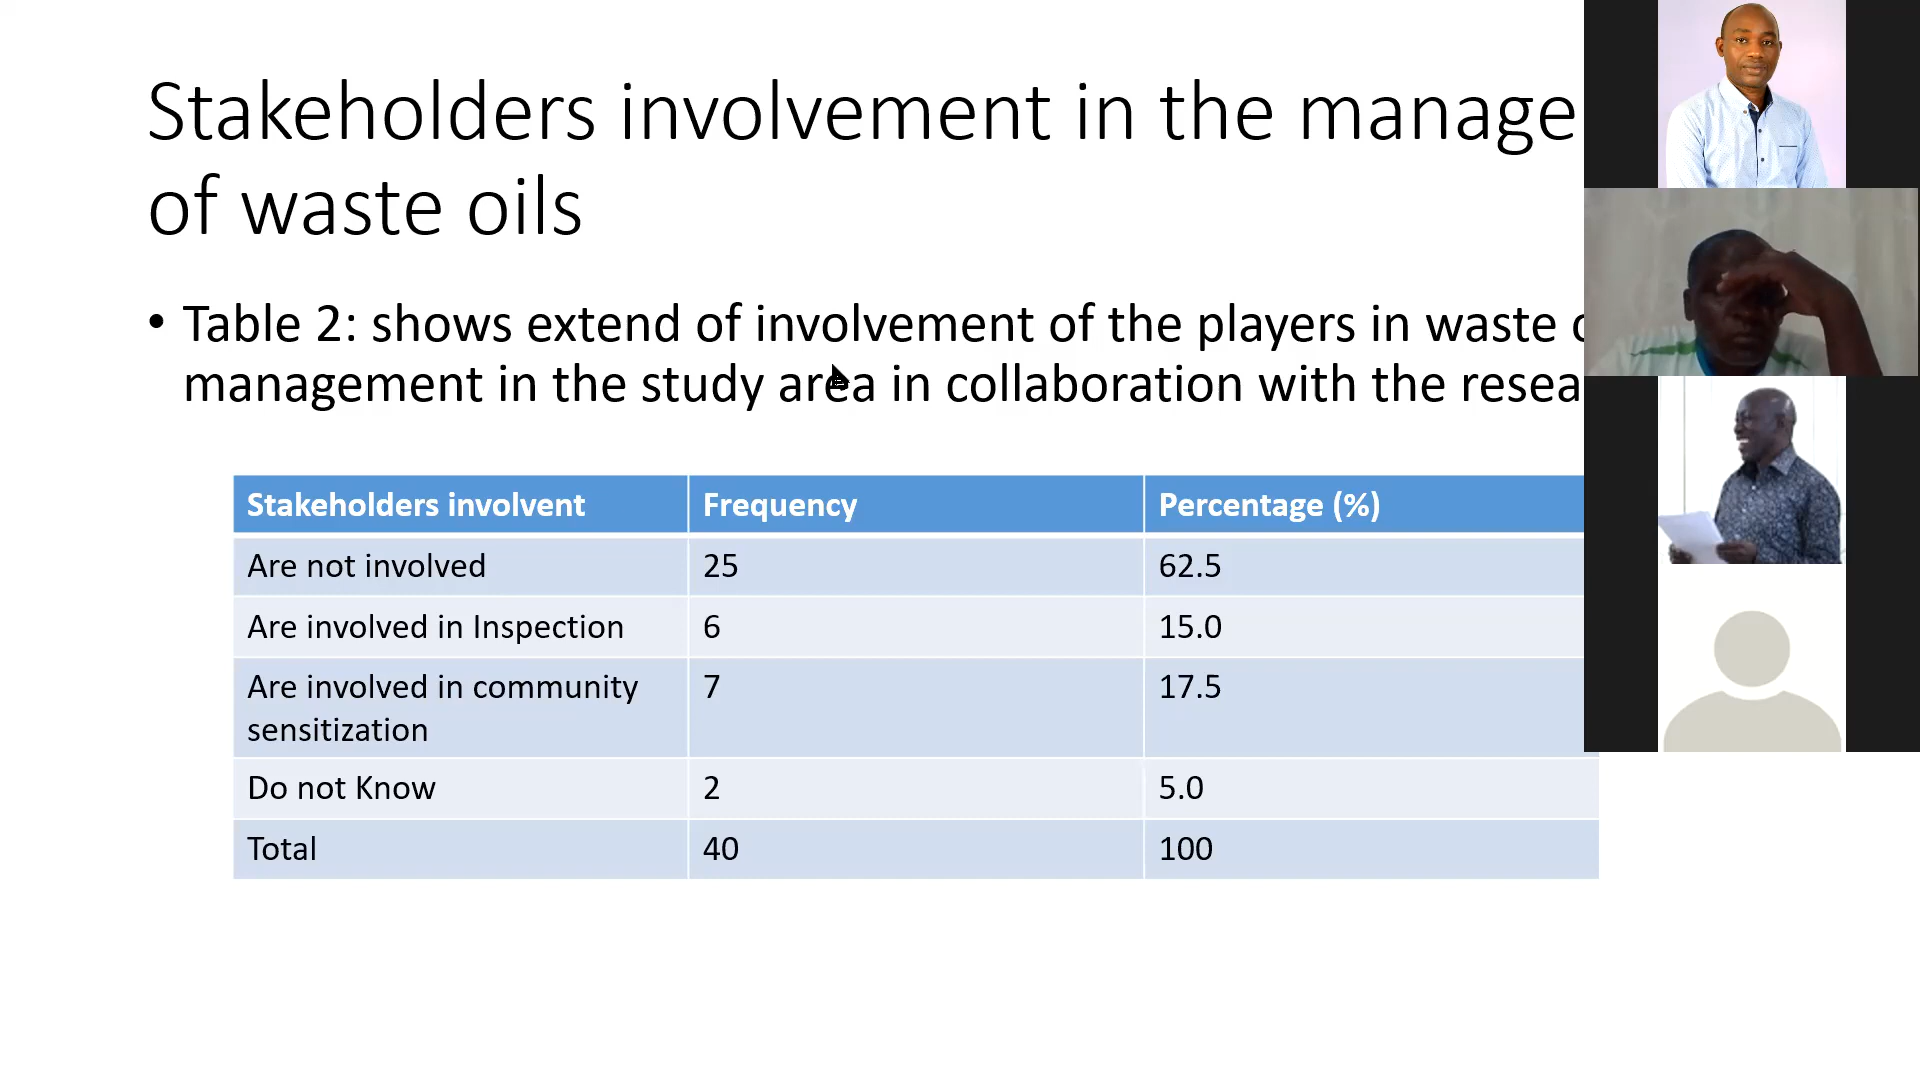 Stakeholders involvement in the manage
of waste oils
• Table 2: shows extend of involvement of the players in waste
management in the study area in collaboration with the resea
Stakeholders involvent Frequency Percentage (%)
Are not involved 25 62.5
Are involved in Inspection 6 15.0
Are involved in community 7 17.5
sensitization
Do not Know 2 5.0
Total 40 100